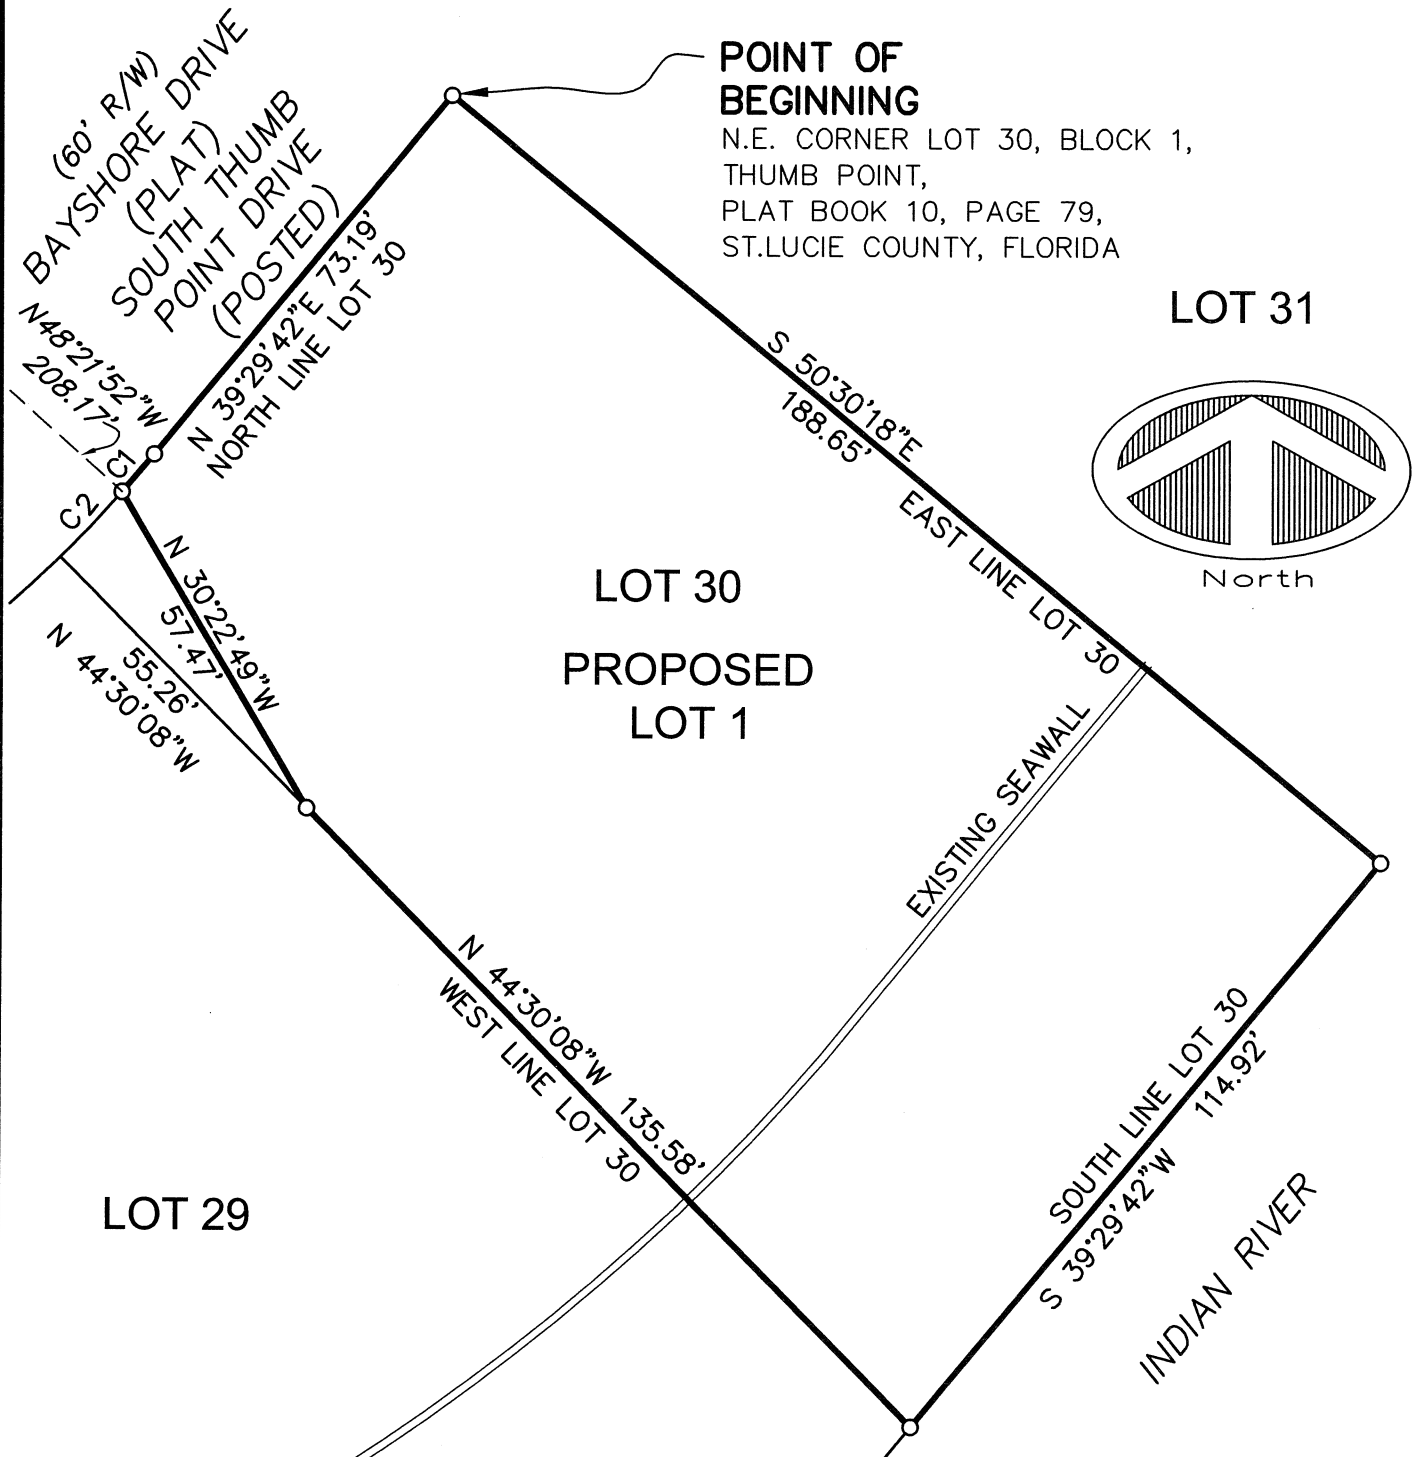 POINT OF
BEGINNING
N.E. CORNER LOT 30, BLOCK 1,
THUMB POINT,
PLAT BOOK 10, PAGE 79,
ST.LUCIE COUNTY, FLORIDA
(60' R/W)
BAYSHORE DRIVE
(PLAT)
SOUTH THUMB
POINT DRIVE
(POSTED)
N 39°29'42"E 73.19'
NORTH LINE LOT 30
N48°21'52"W
208.17'
C1
C2
LOT 31
North
S 50°30'18"E
188.65'
EAST LINE LOT 30
LOT 30
PROPOSED
LOT 1
N 30°22'49"W
57.47'
55.26'
N 44°30'08"W
EXISTING SEAWALL
N 44°30'08"W 135.58'
WEST LINE LOT 30
LOT 29
SOUTH LINE LOT 30
S 39°29'42"W 114.92'
INDIAN RIVER